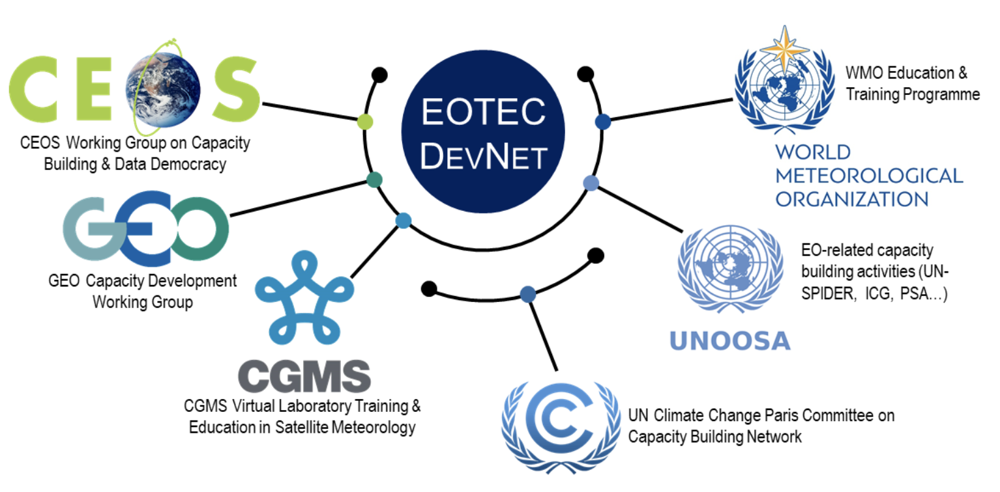 CEOS
CEOS Working Group on Capacity
Building & Data Democracy
GEO
GEO Capacity Development
Working Group
CGMS
CGMS Virtual Laboratory Training &
Education in Satellite Meteorology
EOTEC
DEVNET
WMO Education &
Training Programme
WORLD
METEOROLOGICAL
ORGANIZATION
EO-related capacity
building activities (UN-
SPIDER, ICG, PSA…)
UNOOSA
UN Climate Change Paris Committee on
Capacity Building Network